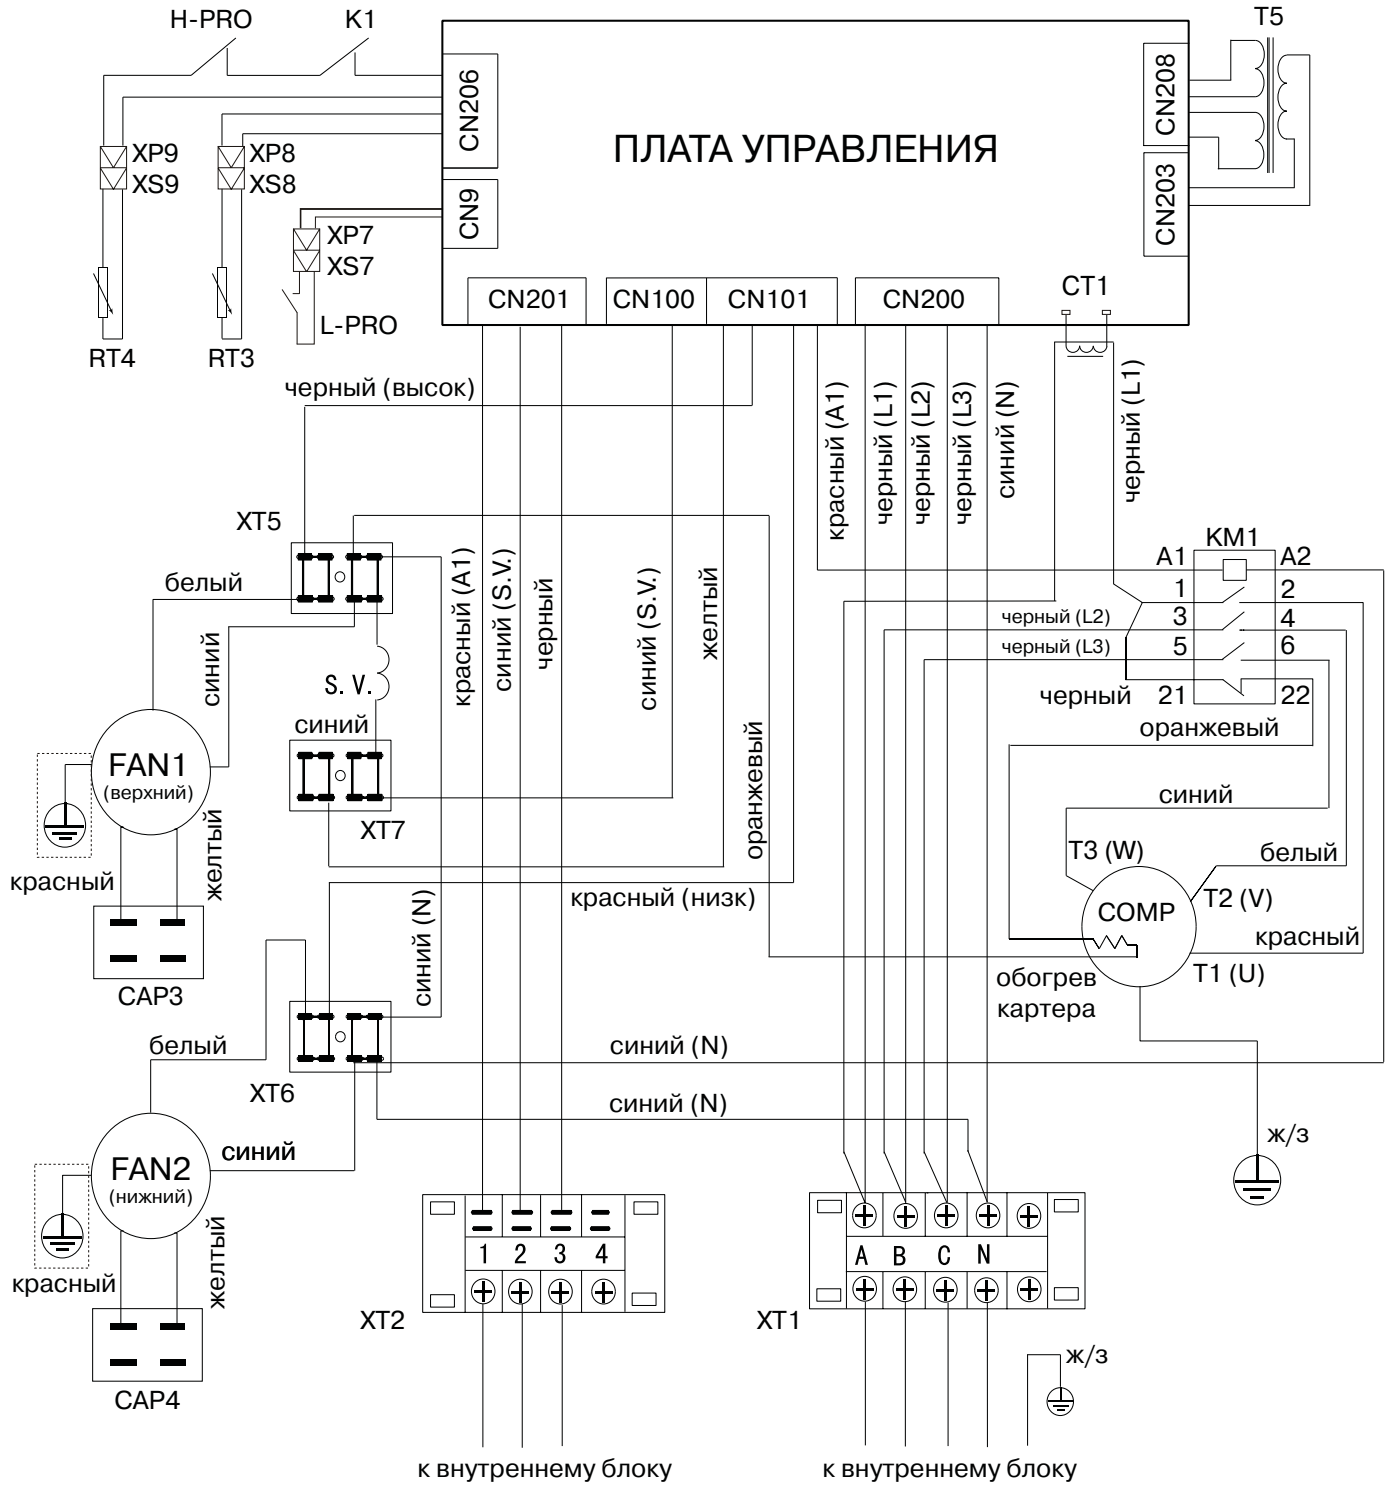 H-PRO
K1
T5
CN206
CN208
ПЛАТА УПРАВЛЕНИЯ
XP9
XS9
XP8
XS8
CN9
CN203
XP7
XS7
L-PRO
RT4
RT3
CN201
CN100
CN101
CN200
CT1
черный (высок)
красный (A1)
черный (L1)
черный (L2)
черный (L3)
синий (N)
черный (L1)
XT5
белый
синий
красный (A1)
синий (S.V.)
черный
синий (S.V.)
желтый
KM1
A1
A2
1
2
черный (L2)
3
4
черный (L3)
5
6
черный
21
22
оранжевый
S. V.
синий
оранжевый
синий
FAN1
(верхний)
XT7
желтый
красный
T3 (W)
белый
COMP
T2 (V)
красный
T1 (U)
обогрев
картера
красный (низк)
синий (N)
CAP3
белый
XT6
синий (N)
синий (N)
ж/з
синий
FAN2
(нижний)
желтый
красный
CAP4
1
2
3
4
XT2
A
B
C
N
XT1
ж/з
к внутреннему блоку
к внутреннему блоку